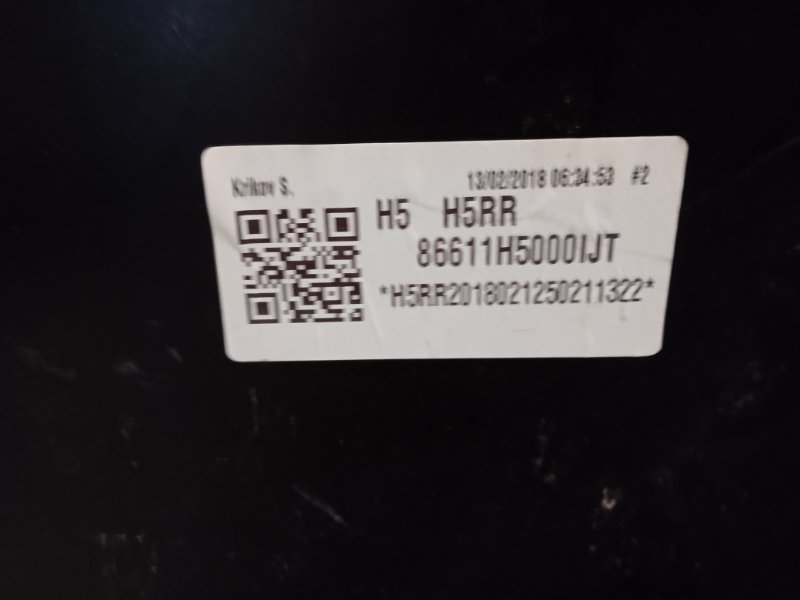 Krikov S. 13/02/2018 06:34:53 #2
H5 H5RR
86611H5000IJT
*H5RR2018021250211322*